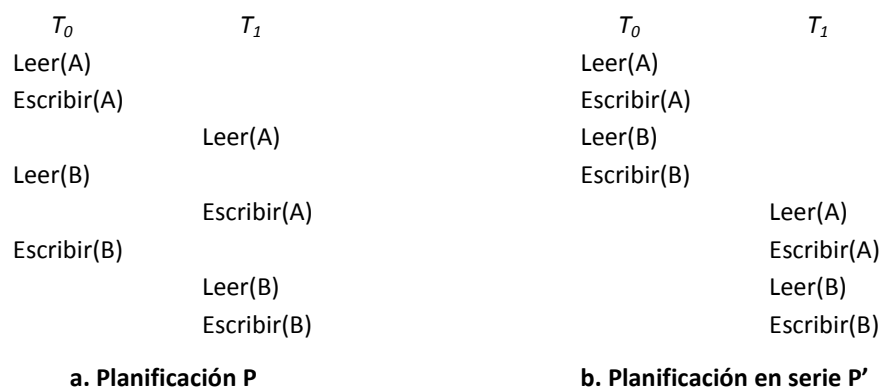 T0 T1 T0 T1
Leer(A) Leer(A)
Escribir(A) Escribir(A)
Leer(A) Leer(B)
Leer(B) Escribir(B)
Escribir(A) Leer(A)
Escribir(B) Escribir(A)
Leer(B) Leer(B)
Escribir(B) Escribir(B)
a. Planificación P b. Planificación en serie P’